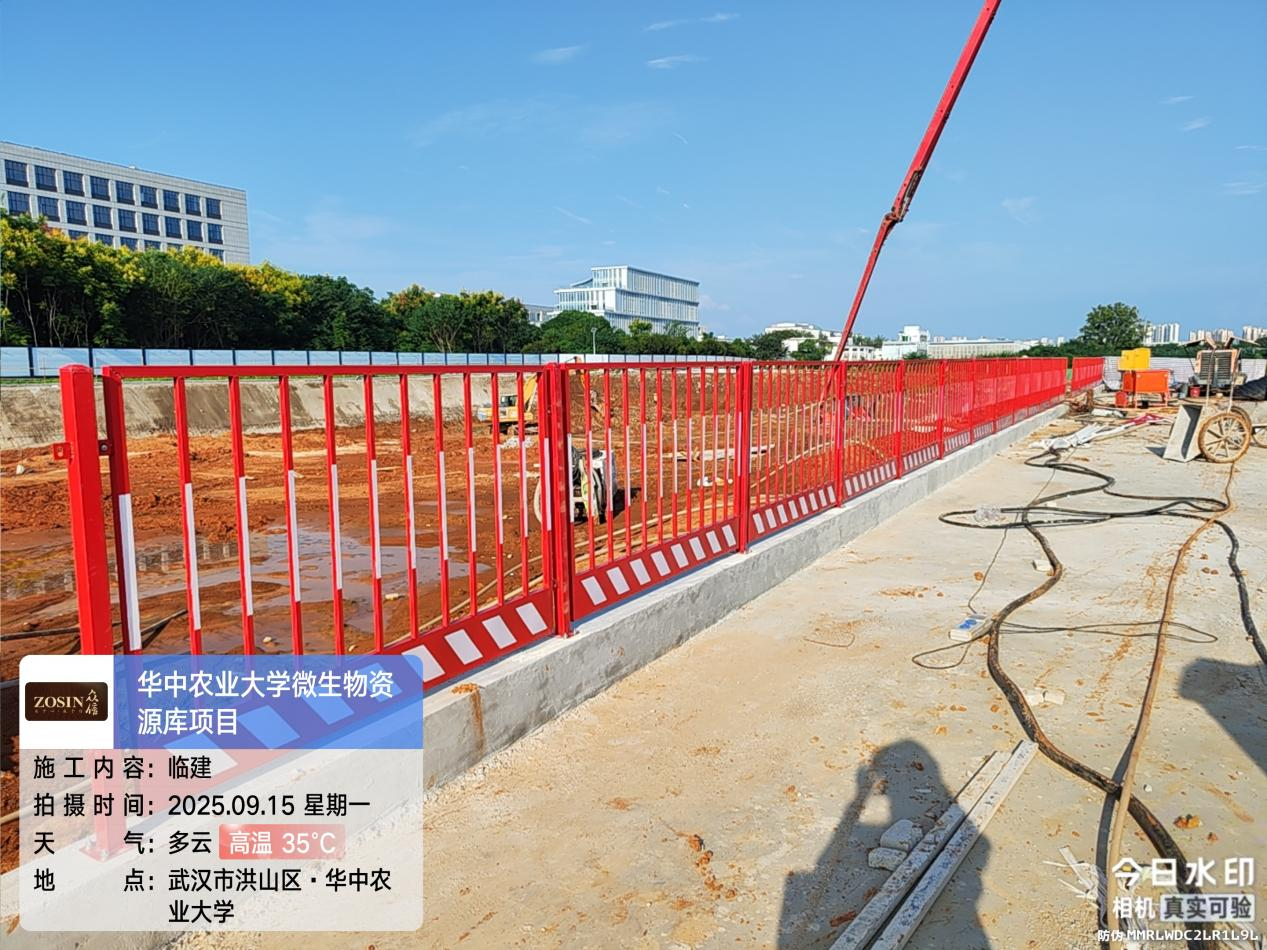 ZOSIN众信
华中农业大学微生物资
源库项目
施工内容：临建
拍摄时间：2025.09.15 星期一
天气：多云 高温 35°C
地点：武汉市洪山区·华中农
业大学
今日水印
相机 真实可验
防伪 MMRLWDC2LR1L9L